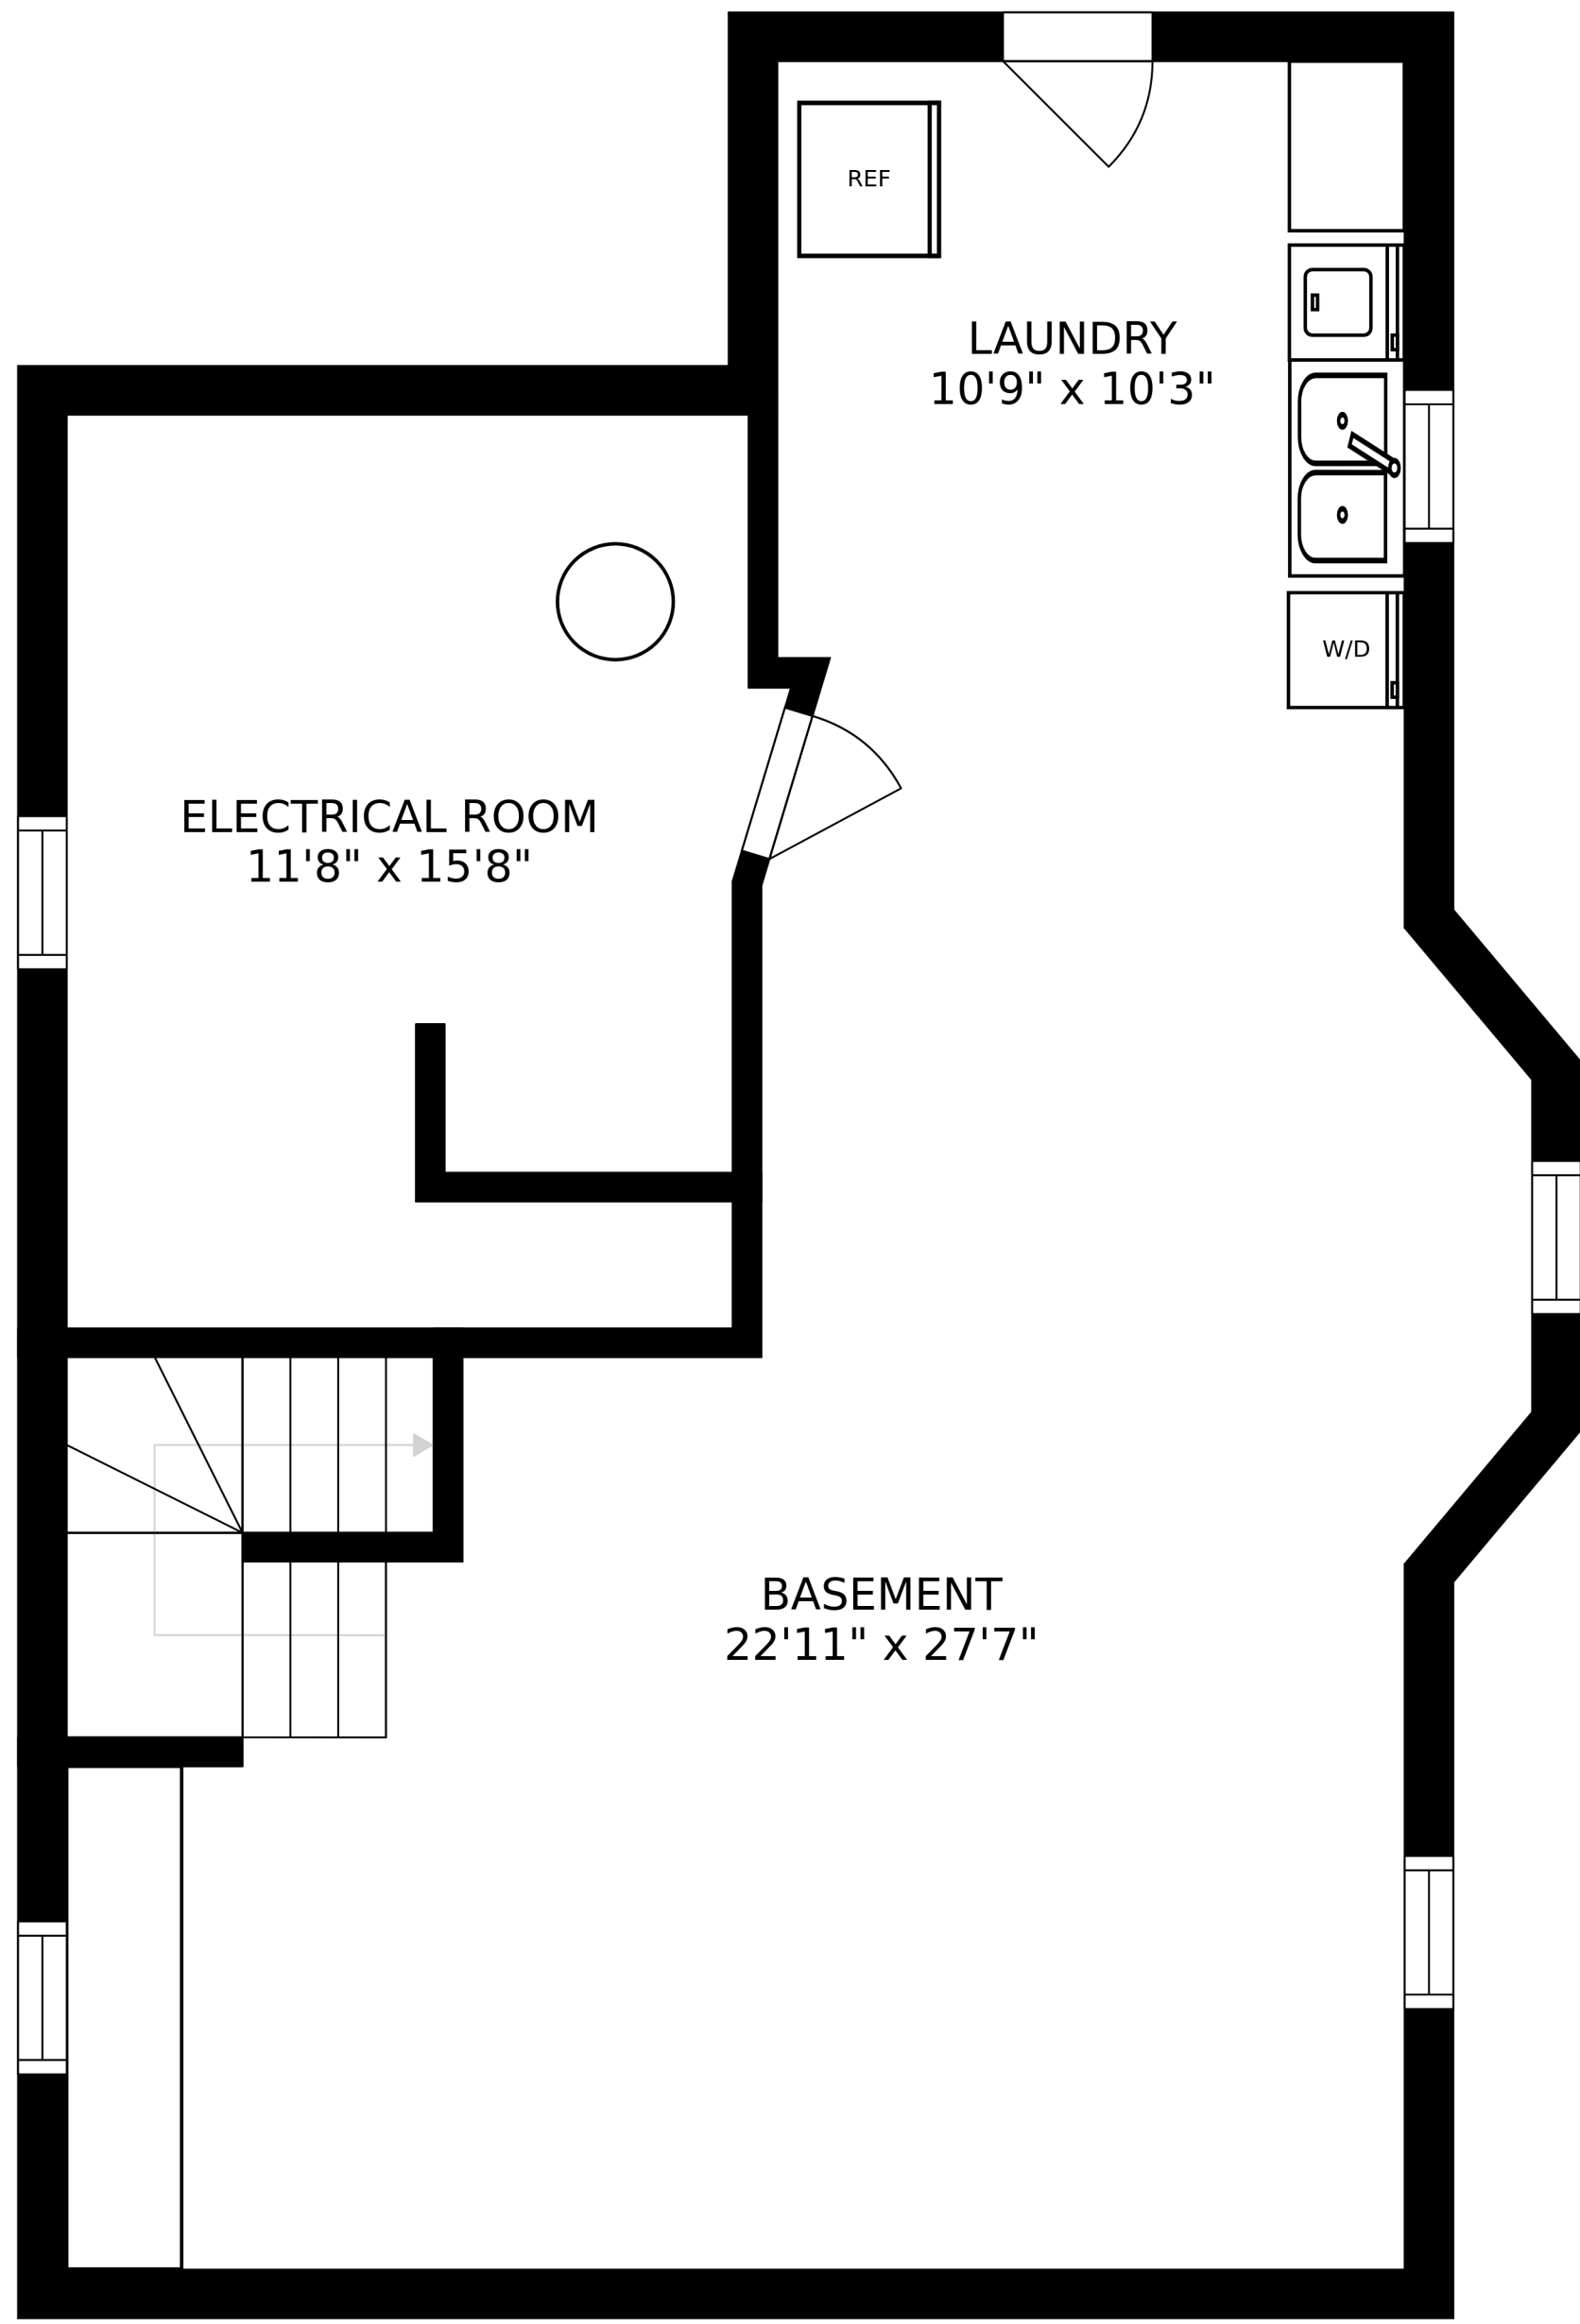 REF
LAUNDRY
10'9" x 10'3"
W/D
ELECTRICAL ROOM
11'8" x 15'8"
BASEMENT
22'11" x 27'7"